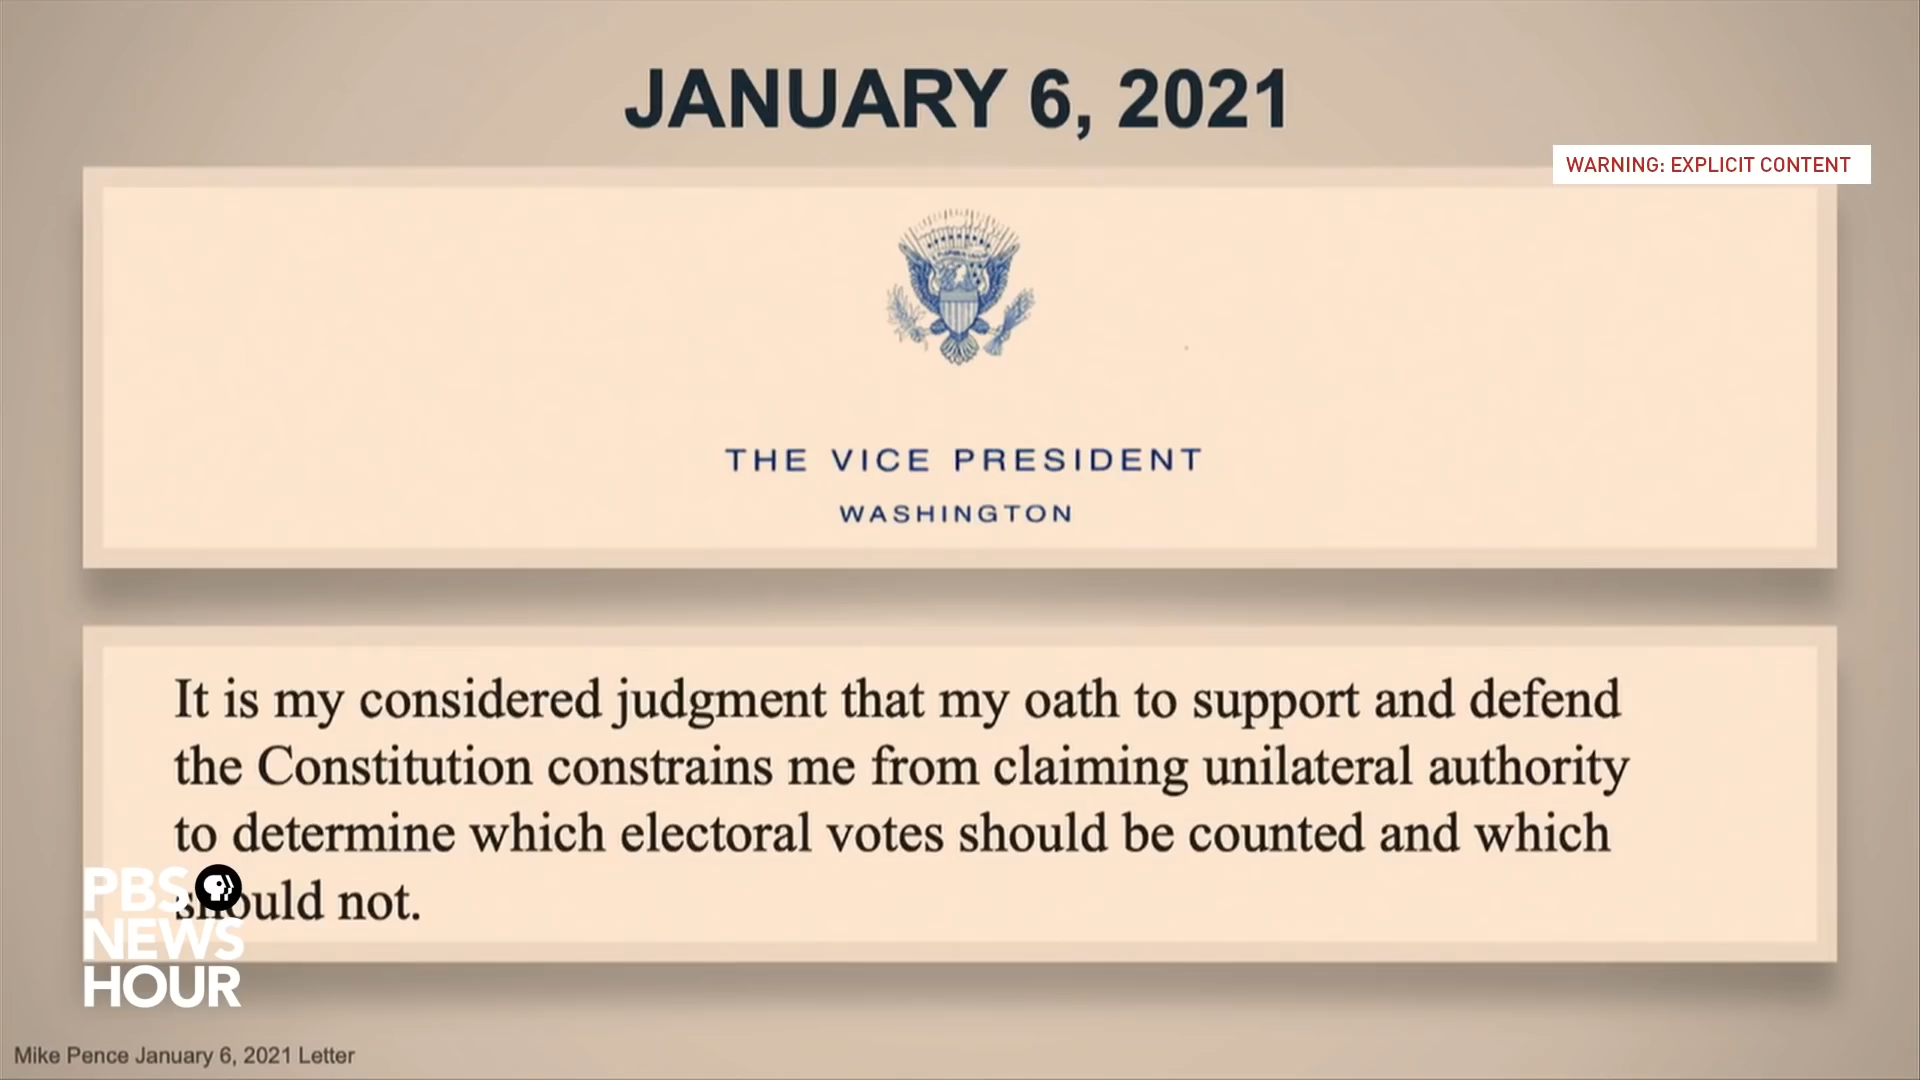 JANUARY 6, 2021
WARNING: EXPLICIT CONTENT
THE VICE PRESIDENT
WASHINGTON
It is my considered judgment that my oath to support and defend
the Constitution constrains me from claiming unilateral authority
to determine which electoral votes should be counted and which
should not.
PBS
NEWS
HOUR
Mike Pence January 6, 2021 Letter